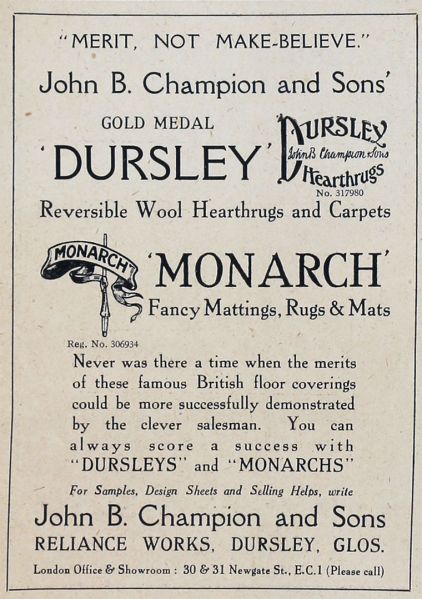 "MERIT, NOT MAKE-BELIEVE."
John B. Champion and Sons'
GOLD MEDAL
'DURSLEY'
DURSLEY
John B Champion Sons
Hearthrugs
No. 317980
Reversible Wool Hearthrugs and Carpets
"MONARCH"
Reg. No. 306934
'MONARCH'
Fancy Mattings, Rugs & Mats
Never was there a time when the merits
of these famous British floor coverings
could be more successfully demonstrated
by the clever salesman. You can
always score a success with
"DURSLEYS" and "MONARCHS"
For Samples, Design Sheets and Selling Helps, write
John B. Champion and Sons
RELIANCE WORKS, DURSLEY, GLOS.
London Office & Showroom : 30 & 31 Newgate St., E.C.1 (Please call)